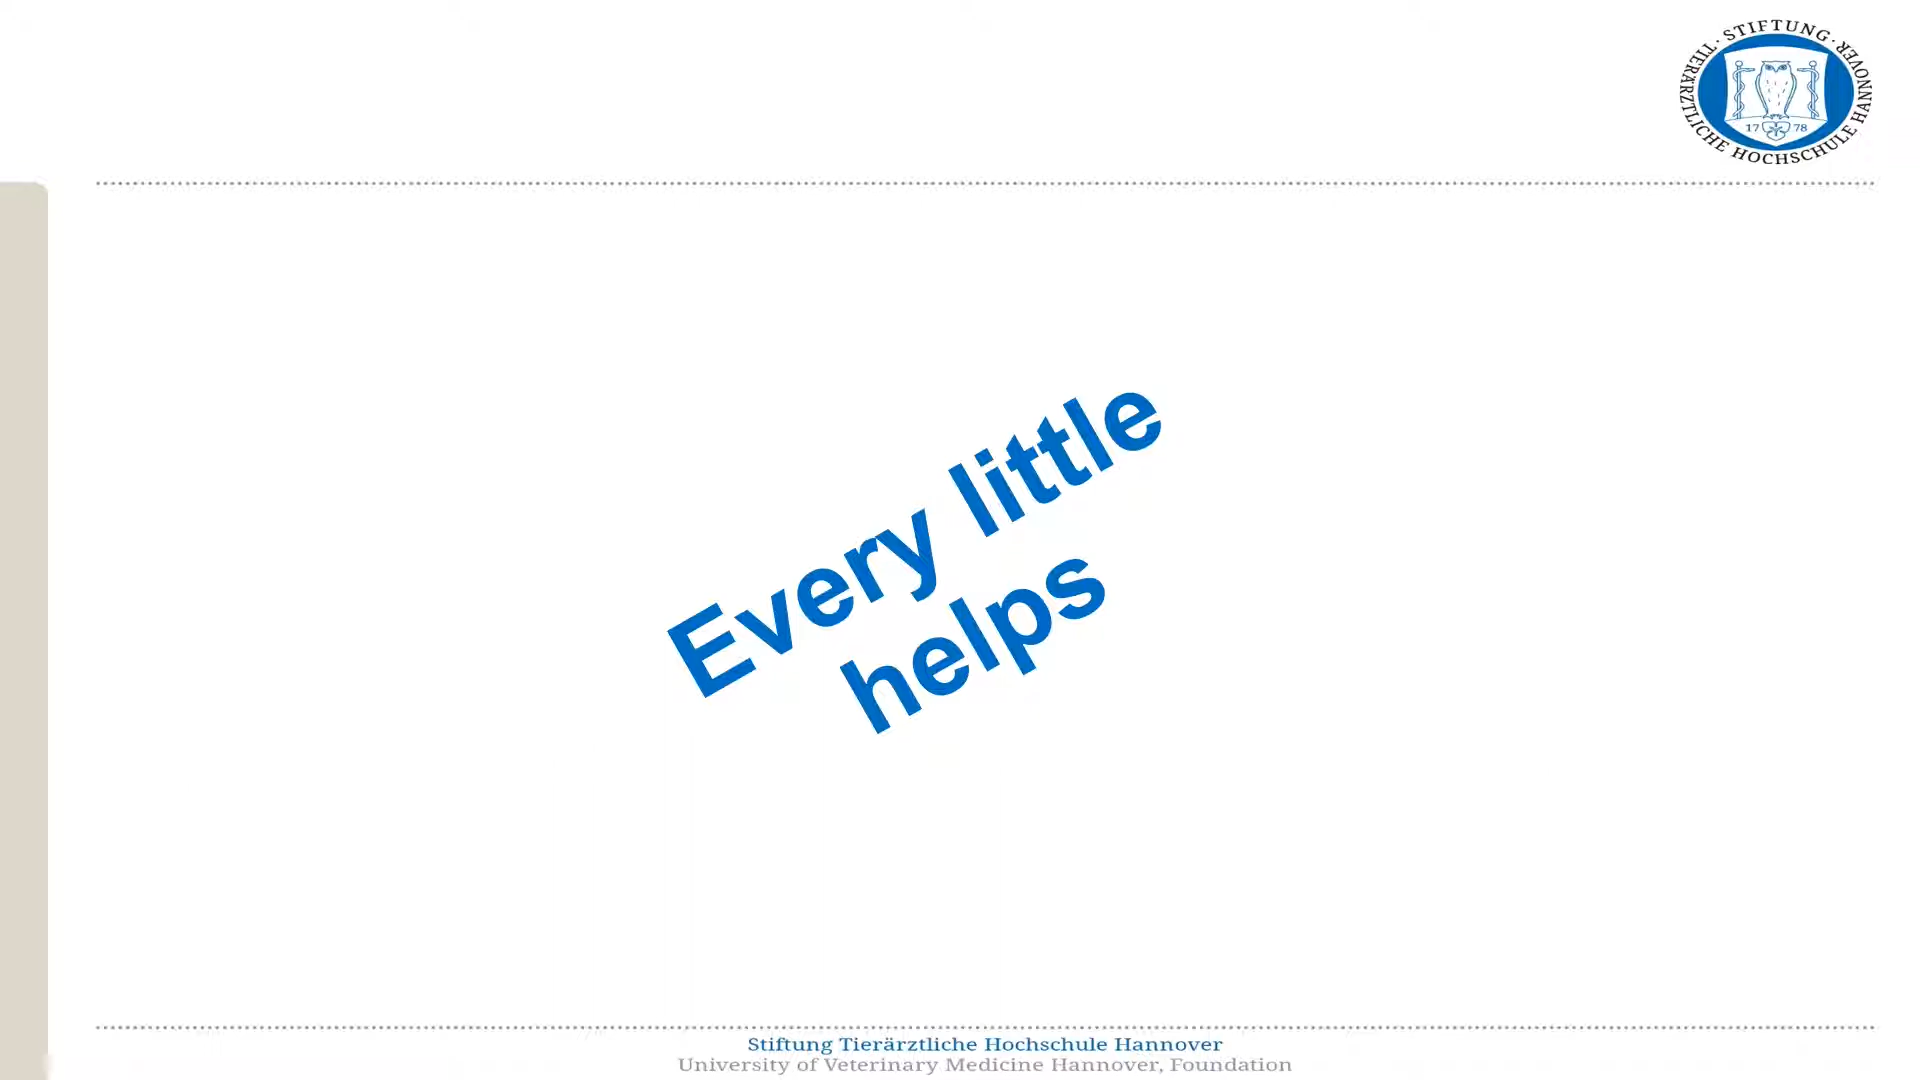 · STIFTUNG ·
TIERÄRZTLICHE HOCHSCHULE HANNOVER
17 78
Every little
helps
Stiftung Tierärztliche Hochschule Hannover
University of Veterinary Medicine Hannover, Foundation